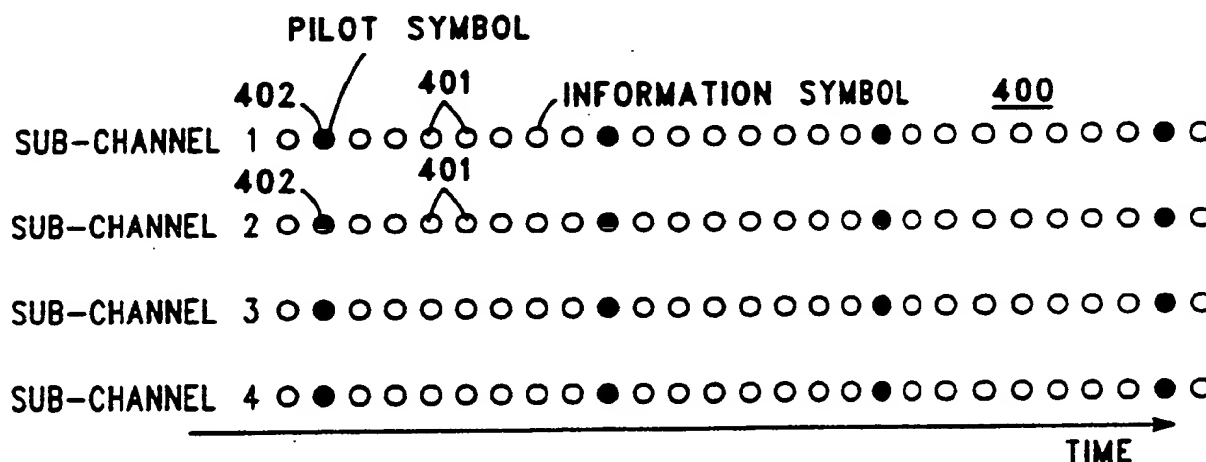 PILOT SYMBOL
402 401 INFORMATION SYMBOL 400
SUB-CHANNEL 1
402 401
SUB-CHANNEL 2
SUB-CHANNEL 3
SUB-CHANNEL 4
TIME